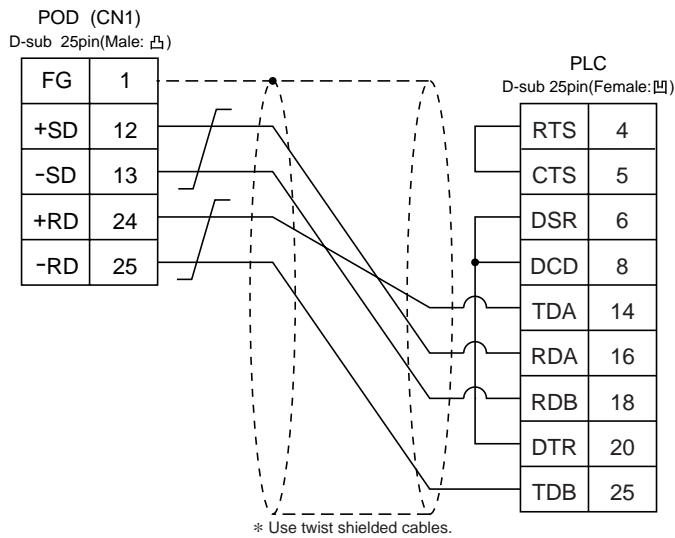 POD (CN1)
D-sub 25pin(Male: 凸)
FG 1
+SD 12
-SD 13
+RD 24
-RD 25
PLC
D-sub 25pin(Female:凹)
RTS 4
CTS 5
DSR 6
DCD 8
TDA 14
RDA 16
RDB 18
DTR 20
TDB 25
* Use twist shielded cables.